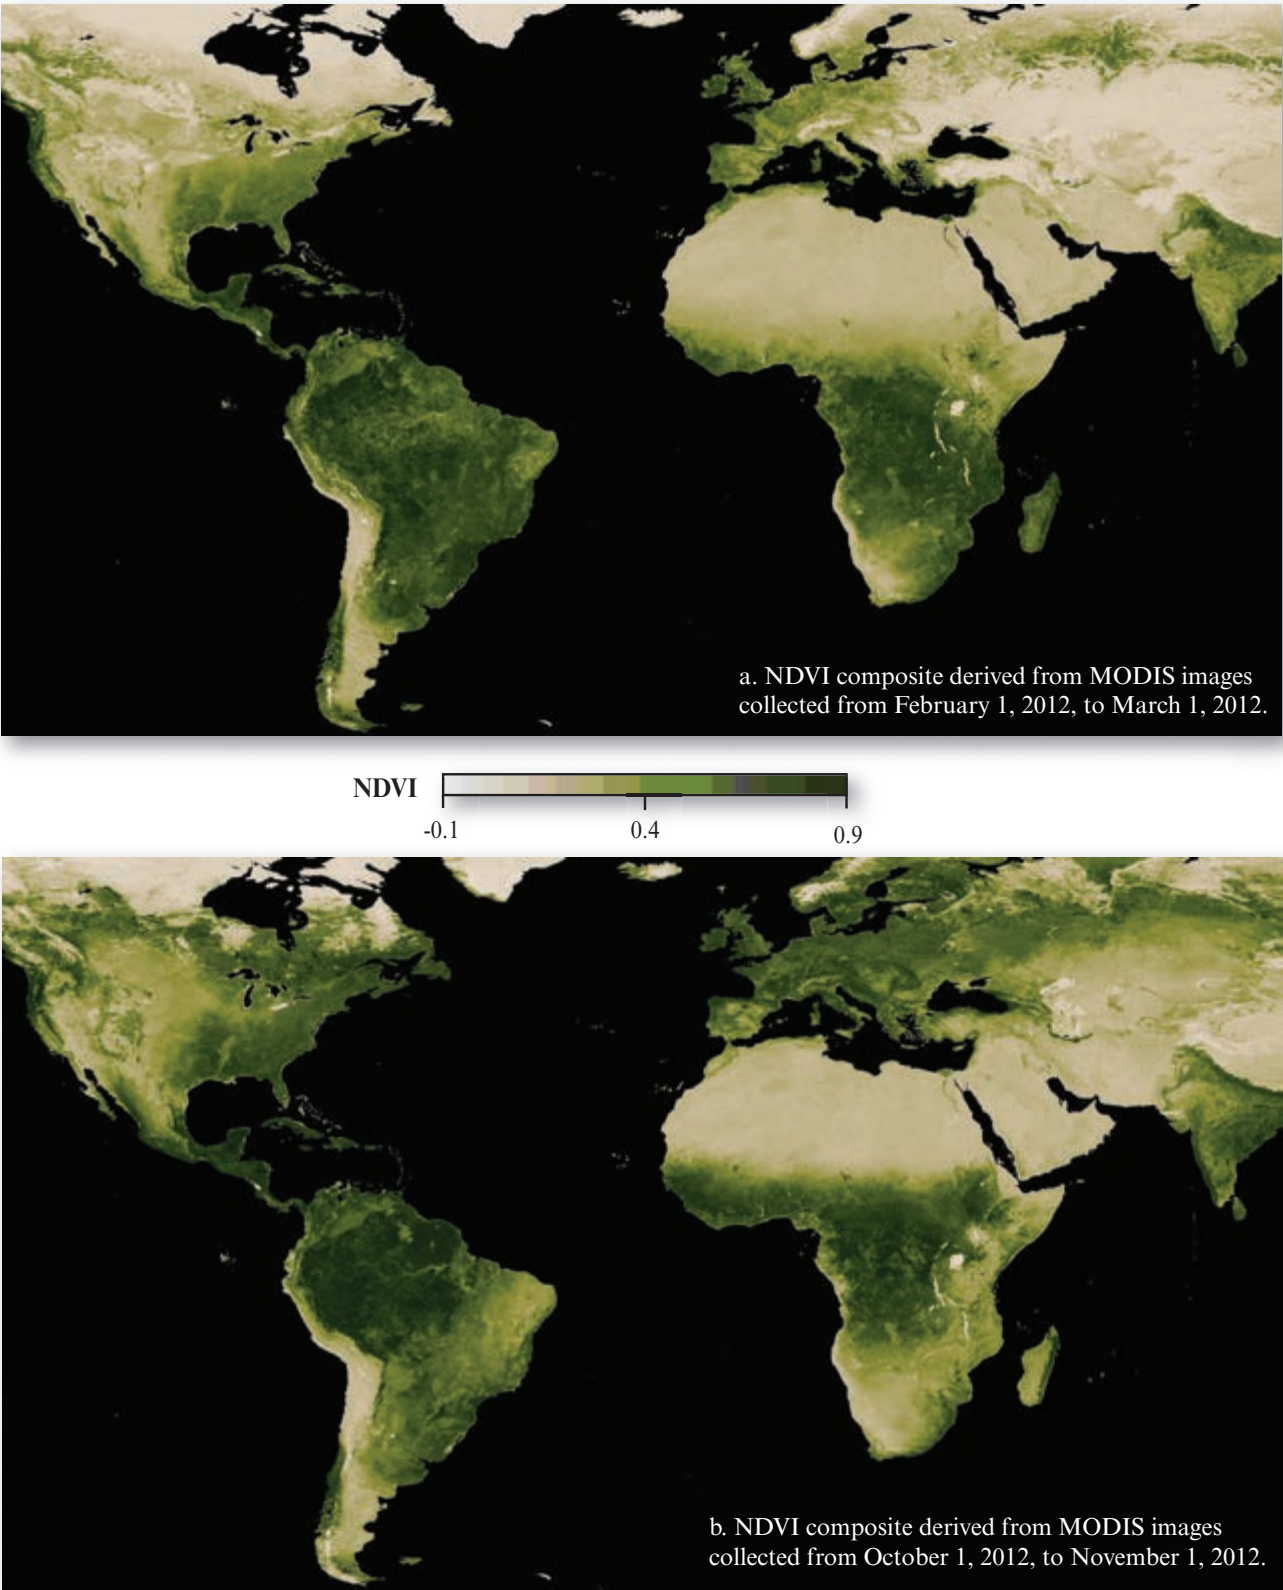 a. NDVI composite derived from MODIS images
collected from February 1, 2012, to March 1, 2012.
NDVI
-0.1
0.4
0.9
b. NDVI composite derived from MODIS images
collected from October 1, 2012, to November 1, 2012.